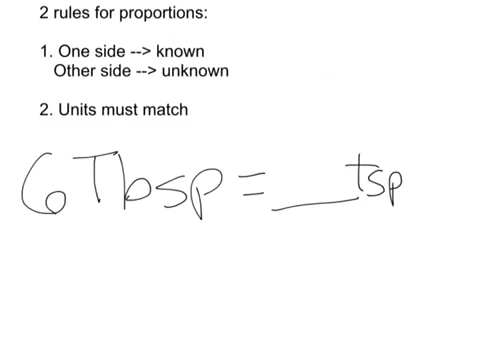 2 rules for proportions:
1. One side --> known
Other side --> unknown
2. Units must match
6 Tbsp = ___ tsp